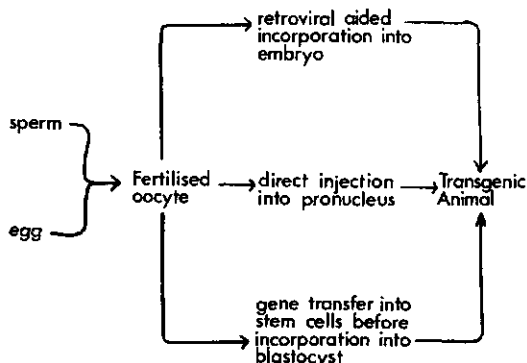 retroviral aided
incorporation into
embryo
sperm
egg
Fertilised
oocyte
direct injection
into pronucleus
Transgenic
Animal
gene transfer into
stem cells before
incorporation into
blastocyst